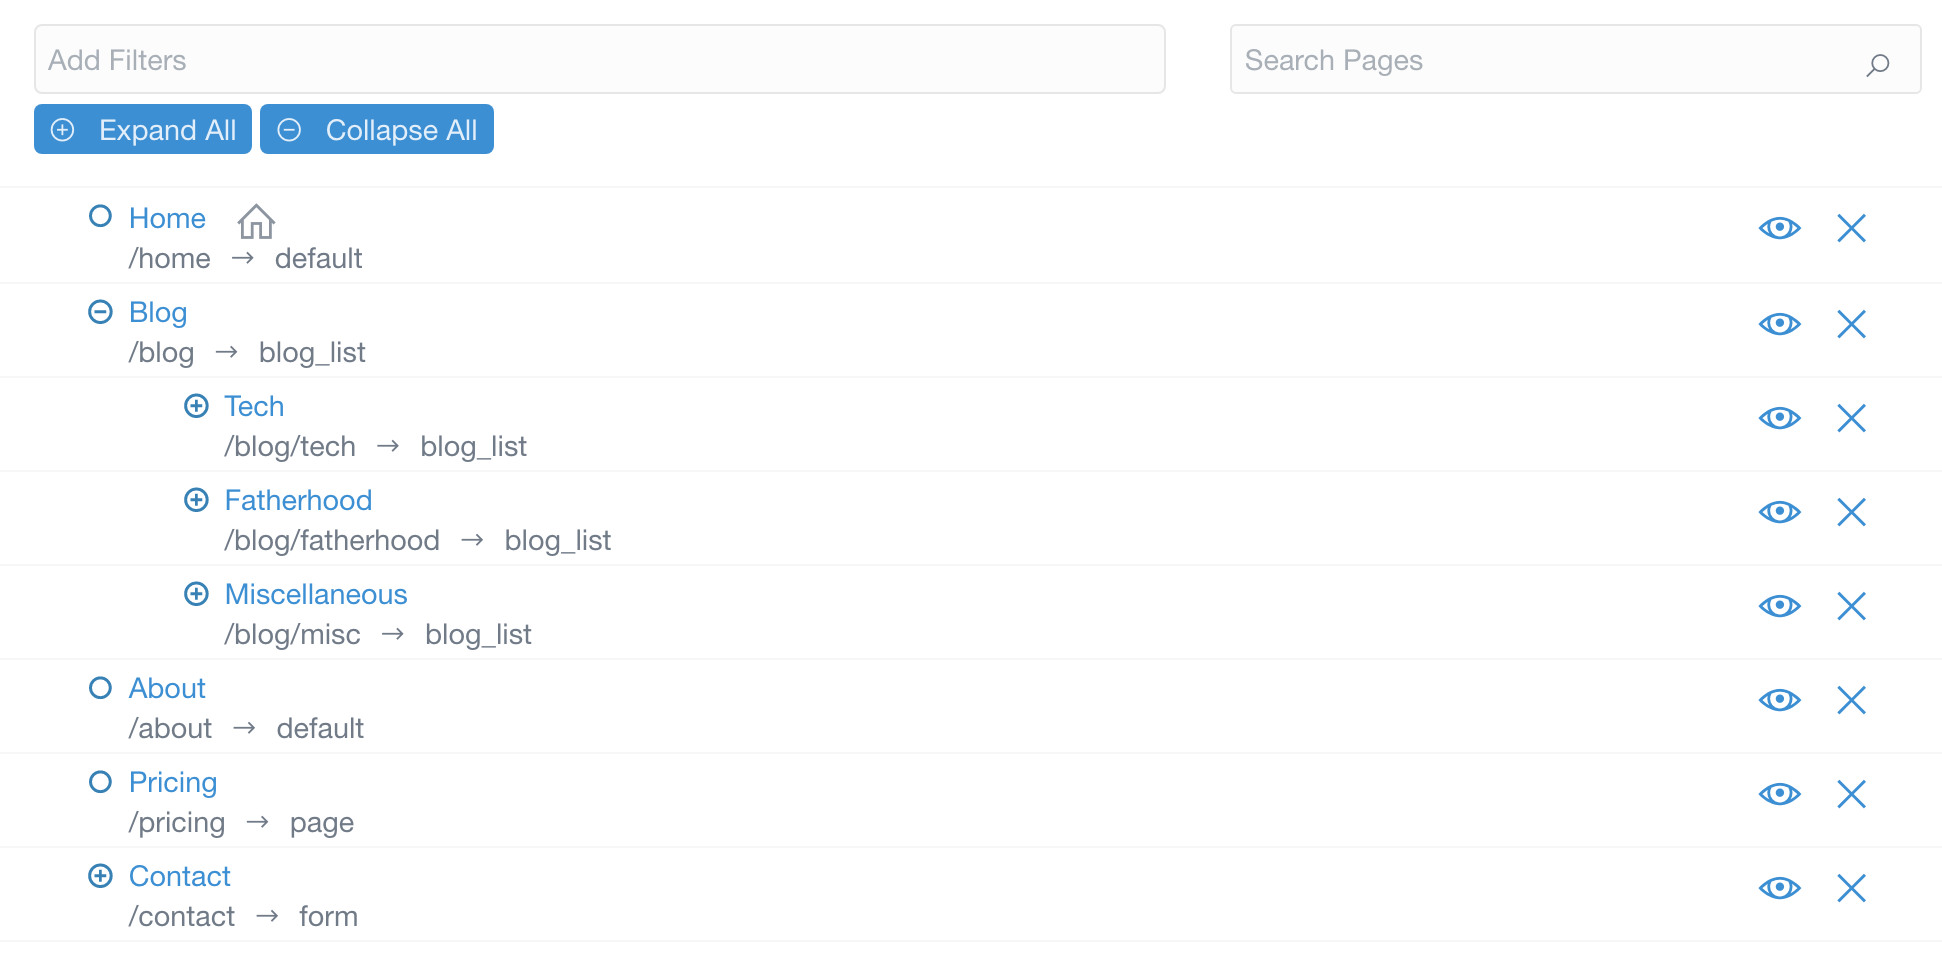 Add Filters
Search Pages
Expand All
Collapse All
Home
/home → default
Blog
/blog → blog_list
Tech
/blog/tech → blog_list
Fatherhood
/blog/fatherhood → blog_list
Miscellaneous
/blog/misc → blog_list
About
/about → default
Pricing
/pricing → page
Contact
/contact → form